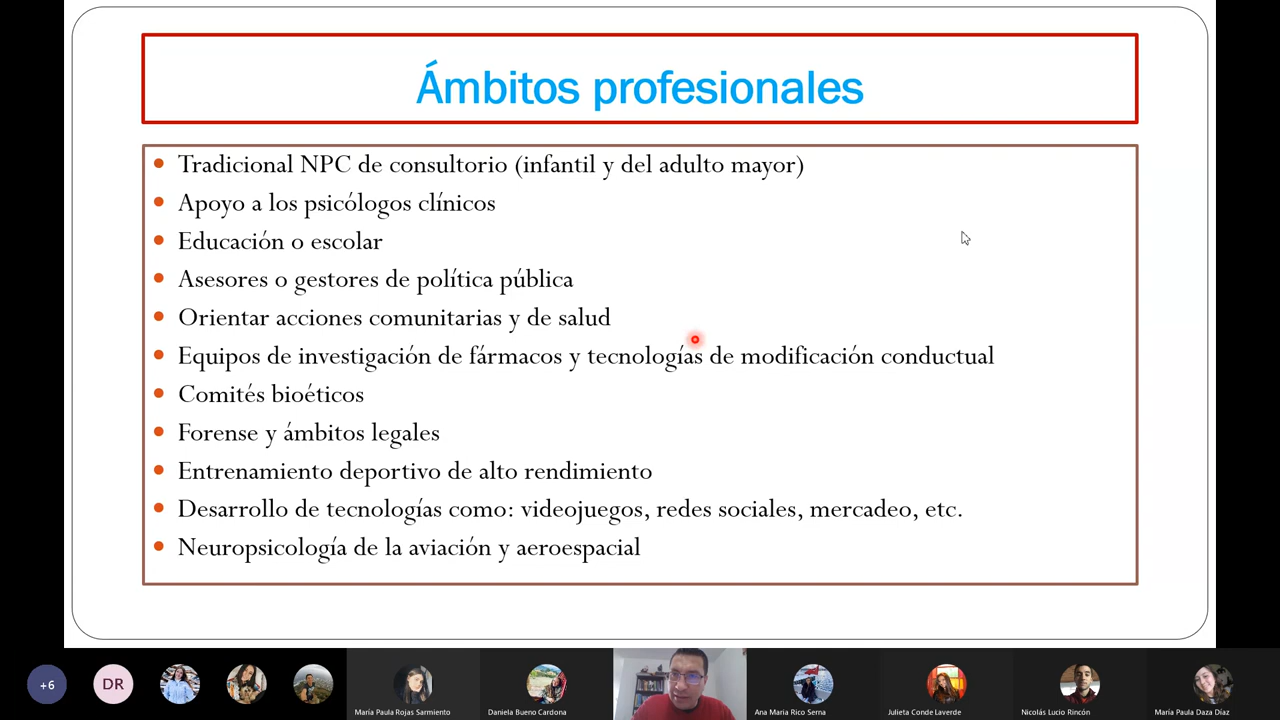 Ámbitos profesionales
Tradicional NPC de consultorio (infantil y del adulto mayor)
Apoyo a los psicólogos clínicos
Educación o escolar
Asesores o gestores de política pública
Orientar acciones comunitarias y de salud
Equipos de investigación de fármacos y tecnologías de modificación conductual
Comités bioéticos
Forense y ámbitos legales
Entrenamiento deportivo de alto rendimiento
Desarrollo de tecnologías como: videojuegos, redes sociales, mercadeo, etc.
Neuropsicología de la aviación y aeroespacial
+6
DR
María Paula Rojas Sarmiento
Daniela Bueno Cardona
Ana Maria Rico Serna
Julieta Conde Laverde
Nicolás Lucio Rincón
María Paula Daza Díaz